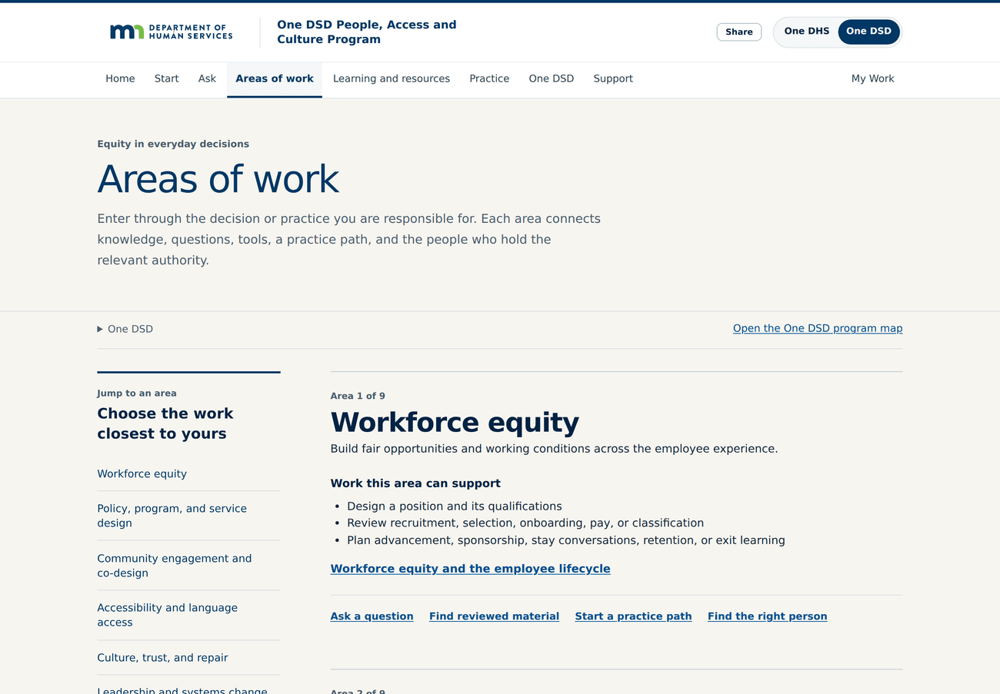 DEPARTMENT OF
HUMAN SERVICES
One DSD People, Access and
Culture Program
Share
One DHS
One DSD
Home
Start
Ask
Areas of work
Learning and resources
Practice
One DSD
Support
My Work
Equity in everyday decisions
Areas of work
Enter through the decision or practice you are responsible for. Each area connects
knowledge, questions, tools, a practice path, and the people who hold the
relevant authority.
One DSD
Open the One DSD program map
Jump to an area
Choose the work
closest to yours
Workforce equity
Policy, program, and service
design
Community engagement and
co-design
Accessibility and language
access
Culture, trust, and repair
Leadership and systems change
Area 1 of 9
Workforce equity
Build fair opportunities and working conditions across the employee experience.
Work this area can support
• Design a position and its qualifications
• Review recruitment, selection, onboarding, pay, or classification
• Plan advancement, sponsorship, stay conversations, retention, or exit learning
Workforce equity and the employee lifecycle
Ask a question
Find reviewed material
Start a practice path
Find the right person
Area 2 of 9